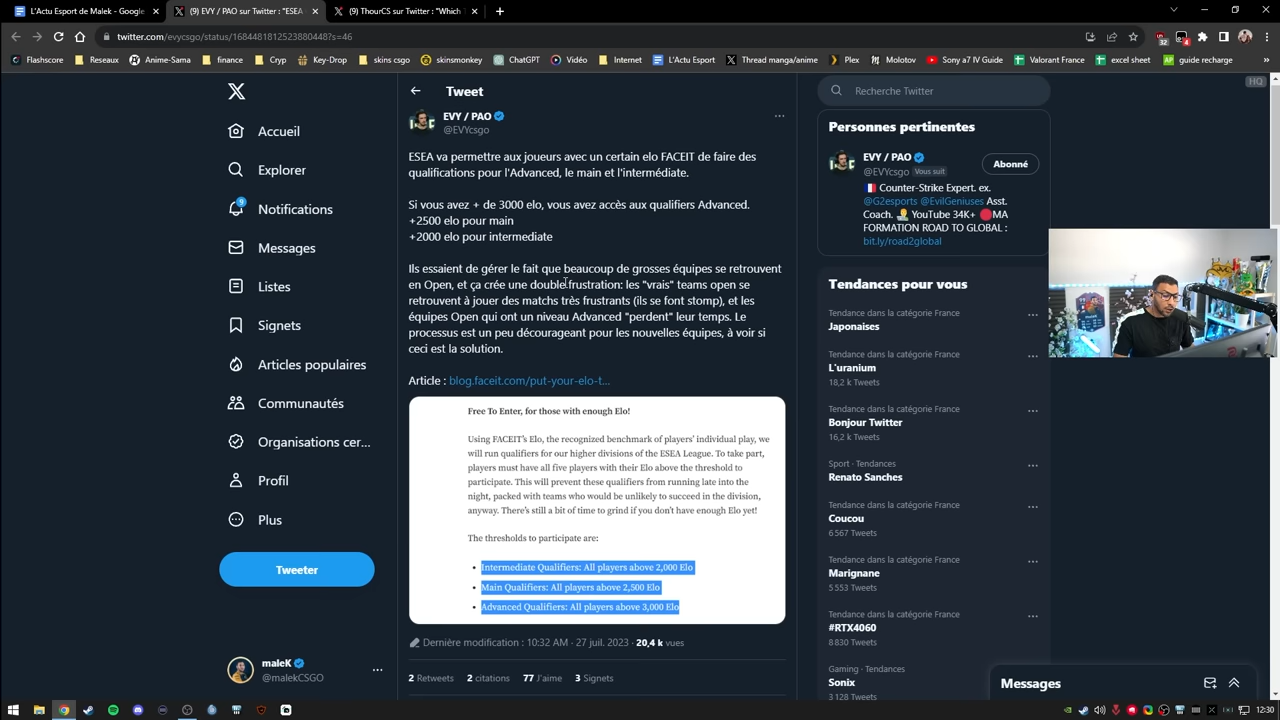 L'Actu Esport de Malek - Google
(9) EVY / PAO sur Twitter : "ESEA
(9) ThourCS sur Twitter : "Which
twitter.com/evycsgo/status/1684481812523880448?s=46
32
4
Flashscore
Reseaux
Anime-Sama
finance
Cryp
Key-Drop
skins csgo
skinsmonkey
ChatGPT
Vidéo
Internet
L'Actu Esport
Thread manga/anime
Plex
Molotov
Sony a7 IV Guide
Valorant France
excel sheet
guide recharge
Accueil
Explorer
9
Notifications
Messages
Listes
Signets
Articles populaires
Communautés
Organisations cer...
Profil
Plus
Tweeter
maleK
@malekCSGO
Tweet
EVY / PAO
@EVYcsgo
ESEA va permettre aux joueurs avec un certain elo FACEIT de faire des
qualifications pour l'Advanced, le main et l'intermédiate.
Si vous avez + de 3000 elo, vous avez accès aux qualifiers Advanced.
+2500 elo pour main
+2000 elo pour intermediate
Ils essaient de gérer le fait que beaucoup de grosses équipes se retrouvent
en Open, et ça crée une double frustration: les "vrais" teams open se
retrouvent à jouer des matchs très frustrants (ils se font stomp), et les
équipes Open qui ont un niveau Advanced "perdent" leur temps. Le
processus est un peu décourageant pour les nouvelles équipes, à voir si
ceci est la solution.
Article : blog.faceit.com/put-your-elo-t...
Free To Enter, for those with enough Elo!
Using FACEIT's Elo, the recognized benchmark of players' individual play, we
will run qualifiers for our higher divisions of the ESEA League. To take part,
players must have all five players with their Elo above the threshold to
participate. This will prevent these qualifiers from running late into the
night, packed with teams who would be unlikely to succeed in the division,
anyway. There's still a bit of time to grind if you don't have enough Elo yet!
The thresholds to participate are:
• Intermediate Qualifiers: All players above 2,000 Elo
• Main Qualifiers: All players above 2,500 Elo
• Advanced Qualifiers: All players above 3,000 Elo
Dernière modification : 10:32 AM · 27 juil. 2023 · 20,4 k vues
2 Retweets 2 citations 77 J'aime 3 Signets
Recherche Twitter
HQ
Personnes pertinentes
EVY / PAO
@EVYcsgo Vous suit
Abonné
Counter-Strike Expert. ex.
@G2esports @EvilGeniuses Asst.
Coach. YouTube 34K+ MA
FORMATION ROAD TO GLOBAL :
bit.ly/road2global
Tendances pour vous
Tendance dans la catégorie France
Japonaises
Tendance dans la catégorie France
L'uranium
18,2 k Tweets
Tendance dans la catégorie France
Bonjour Twitter
16,2 k Tweets
Sport · Tendances
Renato Sanches
Tendance dans la catégorie France
Coucou
6 567 Tweets
Tendance dans la catégorie France
Marignane
5 553 Tweets
Tendance dans la catégorie France
#RTX4060
8 830 Tweets
Gaming · Tendances
Sonix
3 128 Tweets
Messages
12:30